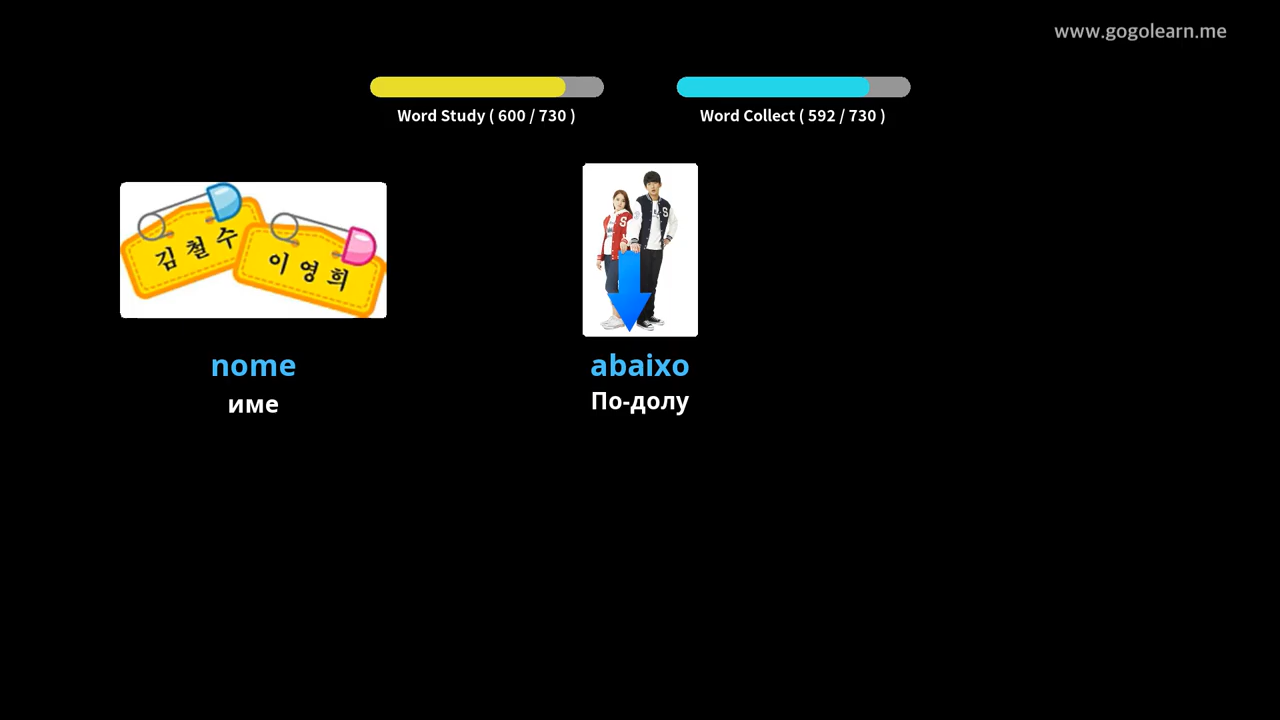 www.gogolearn.me
Word Study ( 600 / 730 )
Word Collect ( 592 / 730 )
김철수
이영희
S
S
nome
abaixo
име
По-долу